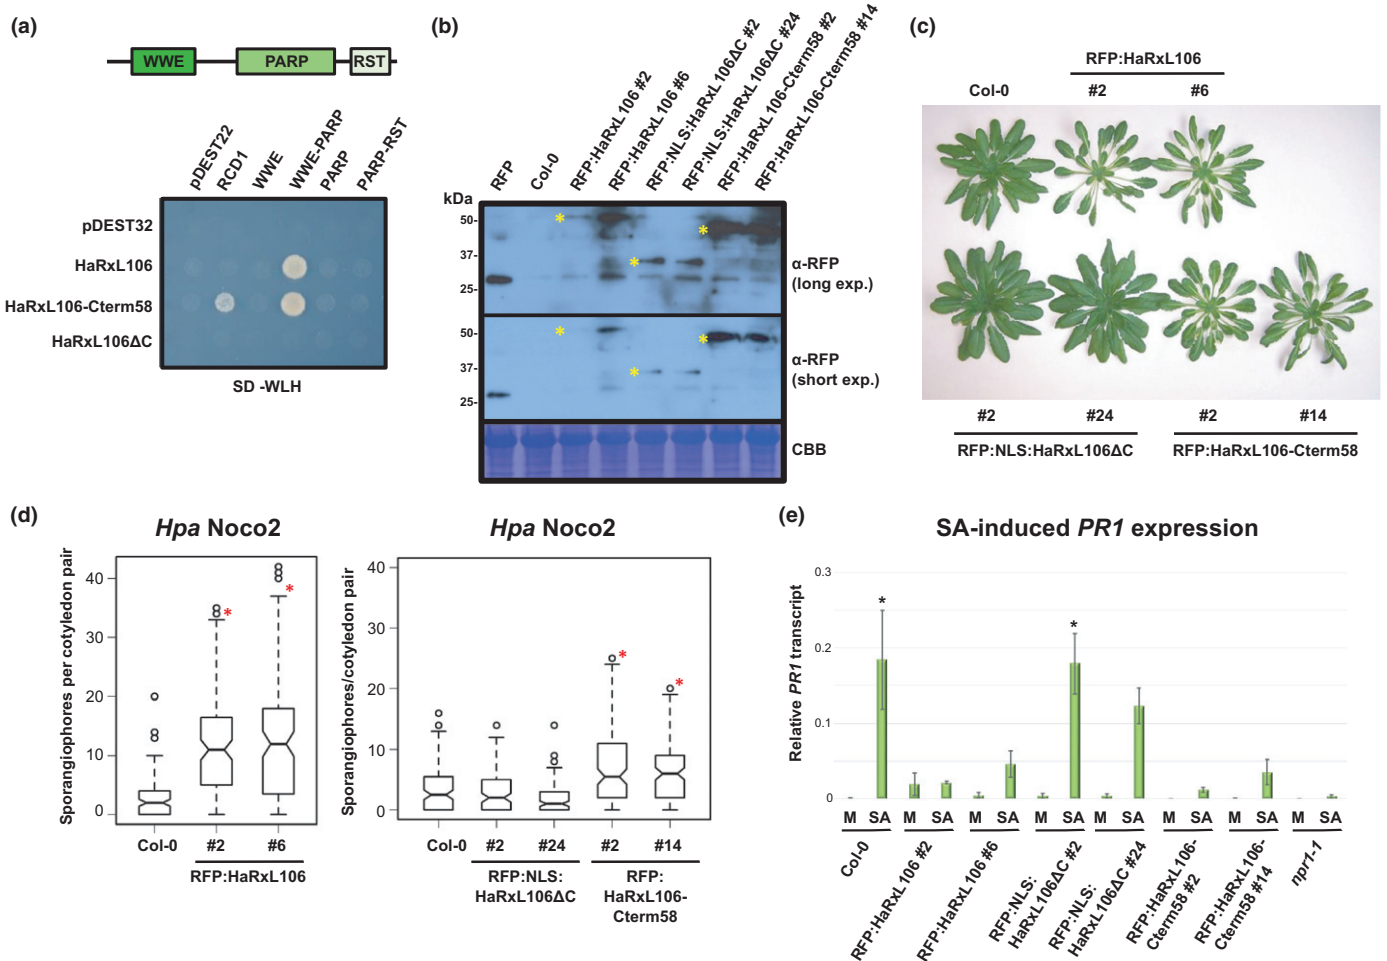 (a)
WWE
PARP
RST
pDEST22
RCD1
WWE
WWE-PARP
PARP
PARP-RST
pDEST32
HaRxL106
HaRxL106-Cterm58
HaRxL106ΔC
SD -WLH
(b)
RFP
Col-0
RFP:HaRxL106 #2
RFP:HaRxL106 #6
RFP:NLS:HaRxL106ΔC #2
RFP:NLS:HaRxL106ΔC #24
RFP:HaRxL106-Cterm58 #2
RFP:HaRxL106-Cterm58 #14
kDa
50-
37-
25-
*
*
*
α-RFP
(long exp.)
50-
37-
25-
*
*
*
α-RFP
(short exp.)
CBB
(c)
RFP:HaRxL106
Col-0
#2
#6
#2
#24
#2
#14
RFP:NLS:HaRxL106ΔC
RFP:HaRxL106-Cterm58
(d)
Hpa Noco2
Sporangiophores per cotyledon pair
40
30
20
10
0
*
*
Col-0
#2
#6
RFP:HaRxL106
Hpa Noco2
Sporangiophores/cotyledon pair
40
30
20
10
0
*
*
Col-0
#2
#24
#2
#14
RFP:NLS:
HaRxL106ΔC
RFP:
HaRxL106-
Cterm58
(e)
SA-induced PR1 expression
Relative PR1 transcript
0.3
0.2
0.1
0
*
*
M SA M SA M SA M SA M SA M SA M SA M SA
Col-0
RFP:HaRxL106 #2
RFP:HaRxL106 #6
RFP:NLS:
HaRxL106ΔC #2
RFP:NLS:
HaRxL106ΔC #24
RFP:HaRxL106-
Cterm58 #2
RFP:HaRxL106-
Cterm58 #14
npr1-1